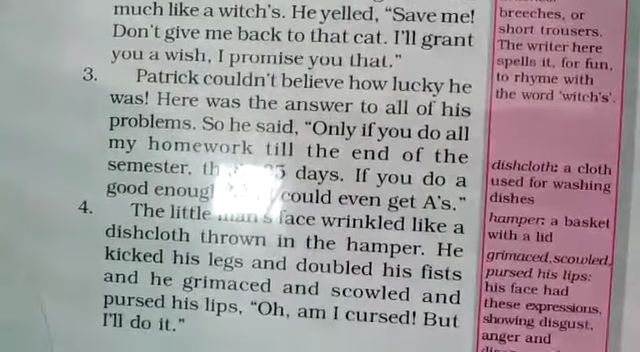 much like a witch's. He yelled, "Save me!
Don't give me back to that cat. I'll grant
you a wish, I promise you that."
3. Patrick couldn't believe how lucky he
was! Here was the answer to all of his
problems. So he said, "Only if you do all
my homework till the end of the
semester, days. If you do a
good could even get A's."
4. The little man's face wrinkled like a
dishcloth thrown in the hamper. He
kicked his legs and doubled his fists
and he grimaced and scowled and
pursed his lips, "Oh, am I cursed! But
I'll do it."
breeches, or
short trousers.
The writer here
spells it, for fun,
to rhyme with
the word 'witch's'.
dishcloth: a cloth
used for washing
dishes
hamper: a basket
with a lid
grimaced, scowled,
pursed his lips:
his face had
these expressions,
showing disgust,
anger and